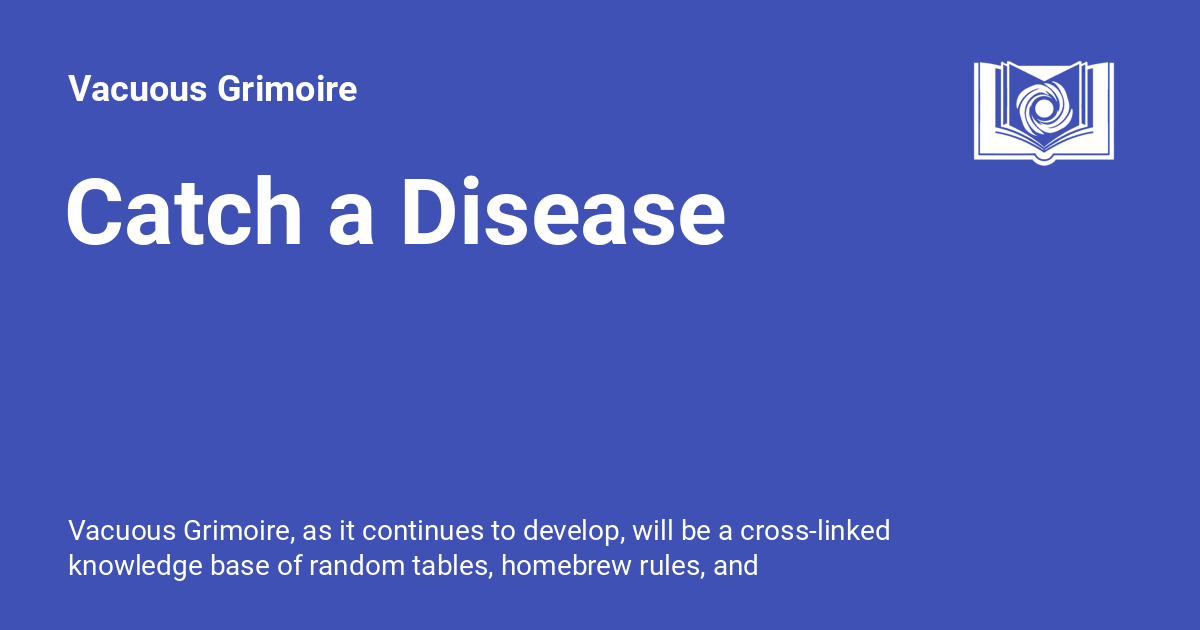 Vacuous Grimoire
Catch a Disease
Vacuous Grimoire, as it continues to develop, will be a cross-linked
knowledge base of random tables, homebrew rules, and